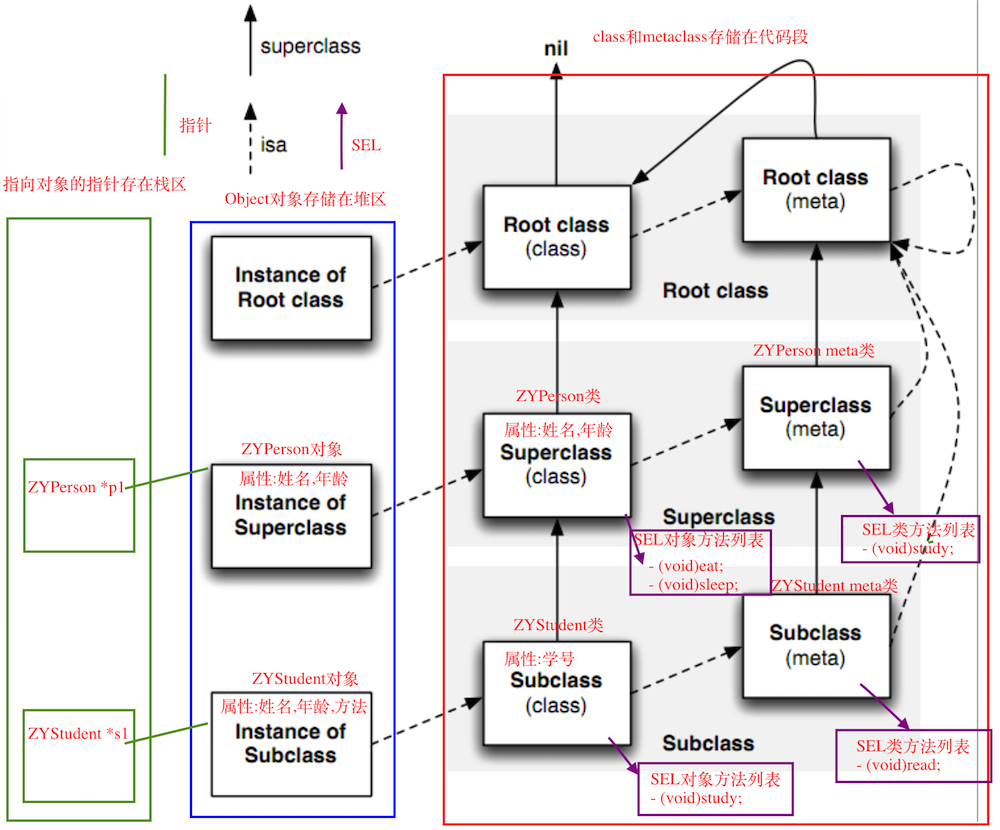 superclass
isa
指针
SEL
指向对象的指针存在栈区
Object对象存储在堆区
class和metaclass存储在代码段
nil
Instance of
Root class
Root class
(class)
Root class
(meta)
Root class
ZYPerson *p1
ZYPerson对象
属性:姓名,年龄
Instance of
Superclass
ZYPerson类
属性:姓名,年龄
Superclass
(class)
ZYPerson meta类
Superclass
(meta)
Superclass
SEL对象方法列表
- (void)eat;
- (void)sleep;
SEL类方法列表
- (void)study;
ZYStudent *s1
ZYStudent对象
属性:姓名,年龄,方法
Instance of
Subclass
ZYStudent类
属性:学号
Subclass
(class)
ZYStudent meta类
Subclass
(meta)
Subclass
SEL对象方法列表
- (void)study;
SEL类方法列表
- (void)read;